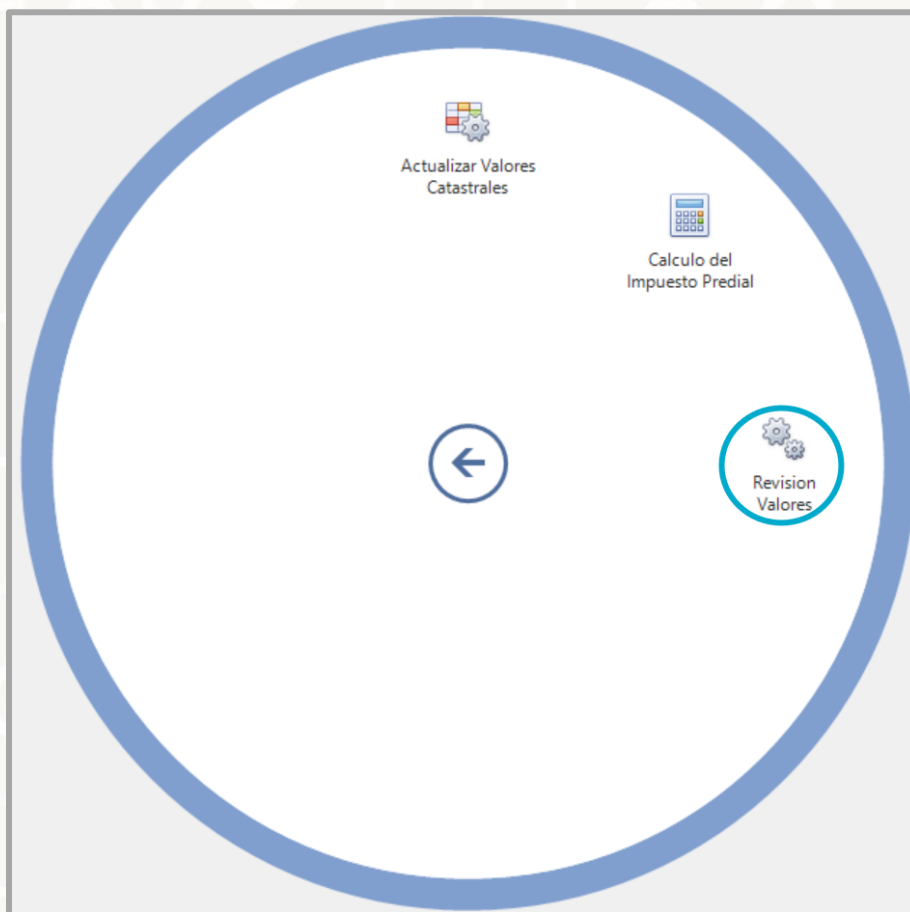 Actualizar Valores
Catastrales
Calculo del
Impuesto Predial
Revision
Valores